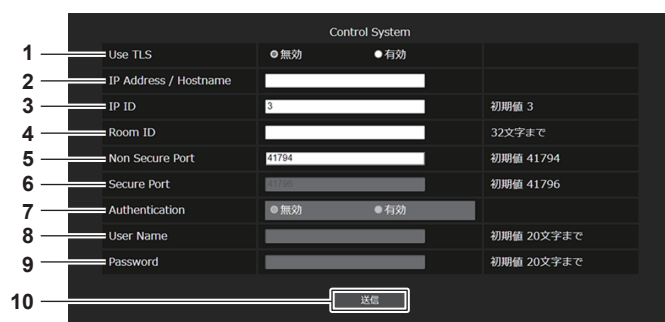 Control System
1 Use TLS 無効 有効
2 IP Address / Hostname
3 IP ID 3 初期値 3
4 Room ID 32文字まで
5 Non Secure Port 41794 初期値 41794
6 Secure Port 41796 初期値 41796
7 Authentication 無効 有効
8 User Name 初期値 20文字まで
9 Password 初期値 20文字まで
10 送信